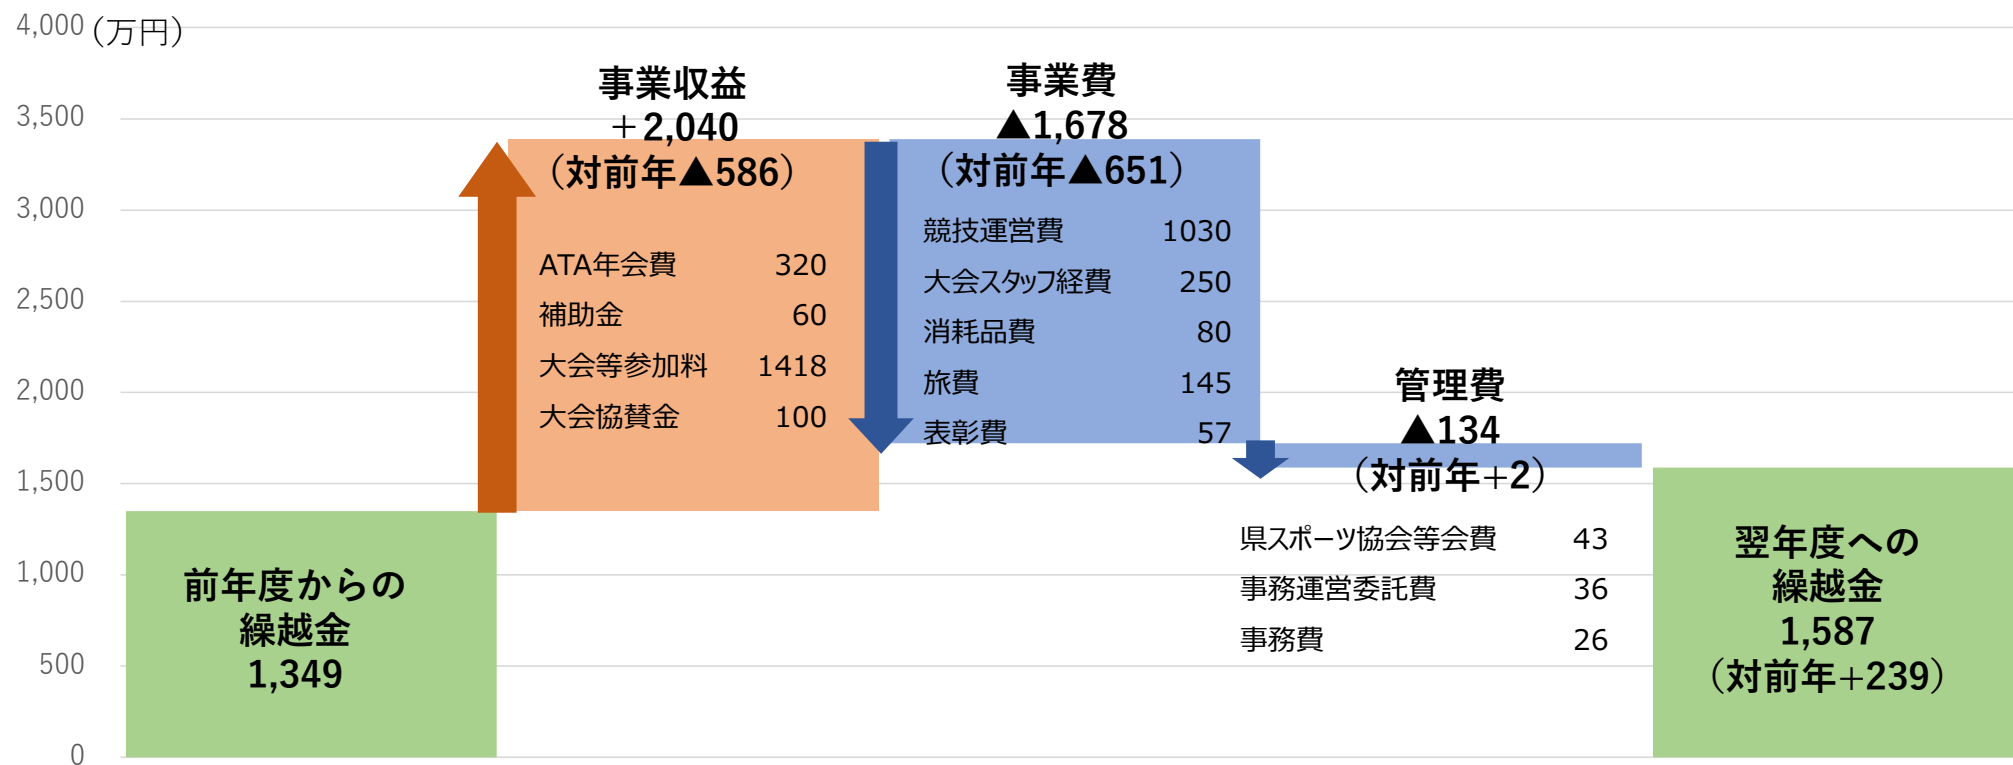 4,000
(万円)
3,500
3,000
2,500
2,000
1,500
1,000
500
0
前年度からの
繰越金
1,349
事業収益
＋2,040
（対前年▲586）
ATA年会費 320
補助金 60
大会等参加料 1418
大会協賛金 100
事業費
▲1,678
（対前年▲651）
競技運営費 1030
大会スタッフ経費 250
消耗品費 80
旅費 145
表彰費 57
管理費
▲134
（対前年+2）
県スポーツ協会等会費 43
事務運営委託費 36
事務費 26
翌年度への
繰越金
1,587
（対前年+239）